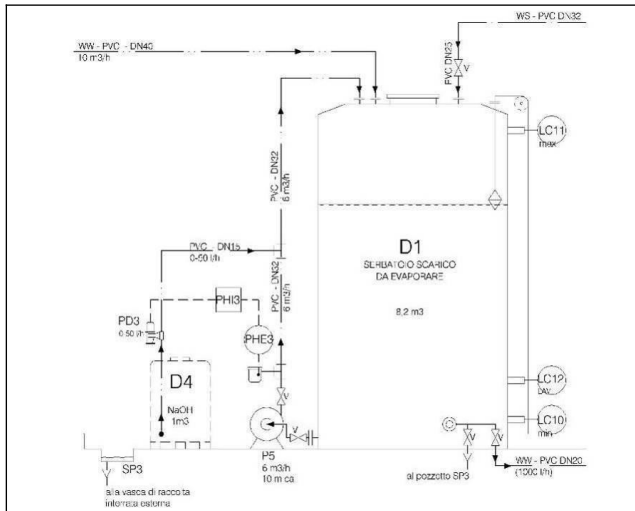 WS - PVC DN32
WW - PVC - DN40
10 m3/h
PVC DN25
V
LC11
max
PVC - DN32
6 m3/h
PVC - DN15
0-50 l/h
PVC - DN32
6 m3/h
D1
SERBATOIO SCARICO
DA EVAPORARE
8,2 m3
PHI3
PD3
0-50 l/h
PHE3
D4
NaOH
1m3
V
LC12
LAV
LC10
min
V
V
V
P5
6 m3/h
10 m ca
SP3
al pozzetto SP3
WW - PVC DN20
(1000 l/h)
alla vasca di raccolta
interrata esterna